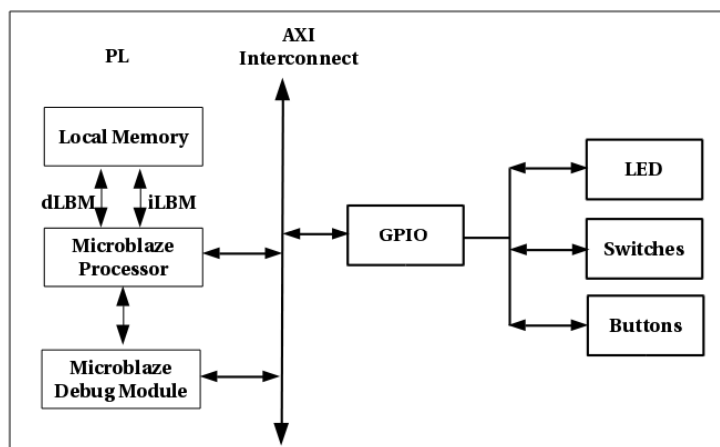 PL
AXI
Interconnect
Local Memory
dLBM
iLBM
Microblaze
Processor
Microblaze
Debug Module
GPIO
LED
Switches
Buttons